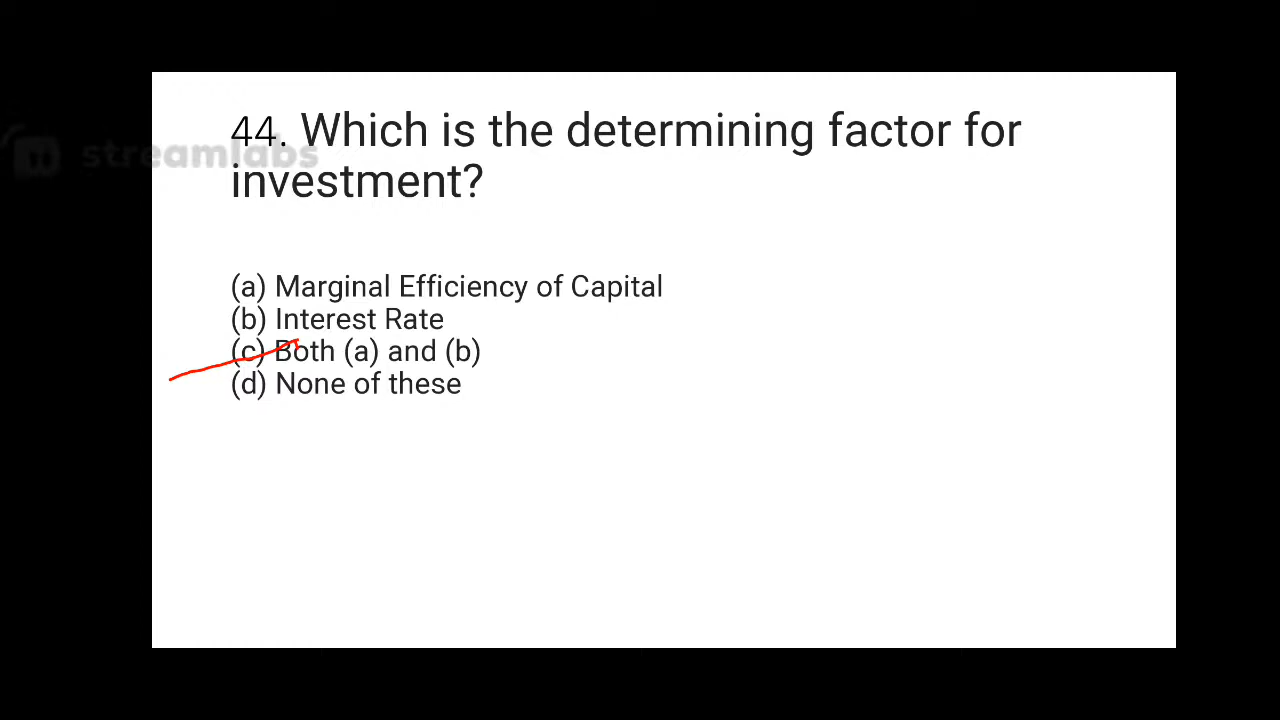 44. Which is the determining factor for
streamlabs
investment?
(a) Marginal Efficiency of Capital
(b) Interest Rate
(c) Both (a) and (b)
(d) None of these